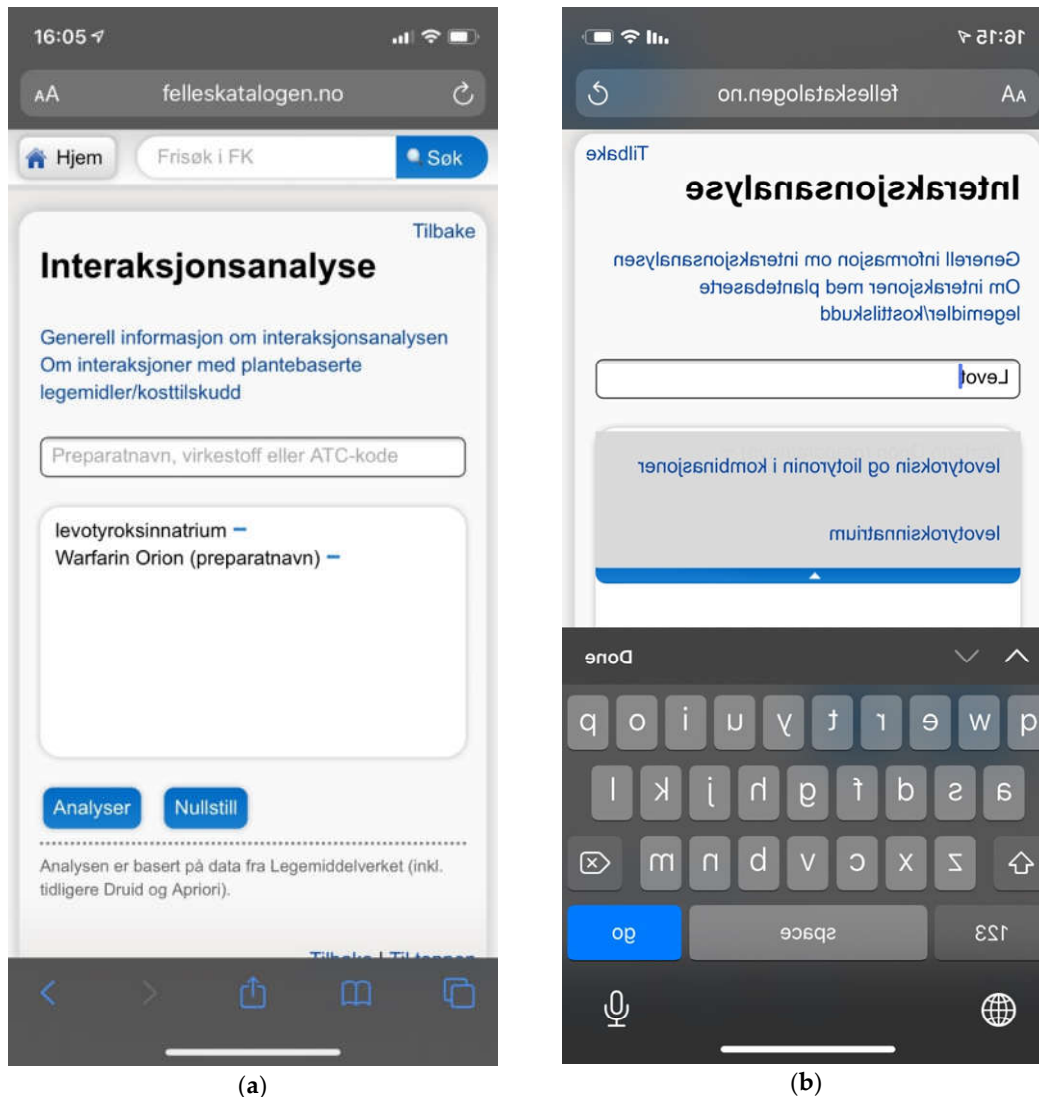 16:05
AA felleskatalogen.no
Hjem Frisøk i FK Søk
Tilbake
Interaksjonsanalyse
Generell informasjon om interaksjonsanalysen
Om interaksjoner med plantebaserte
legemidler/kosttilskudd
Preparatnavn, virkestoff eller ATC-kode
levotyroksinnatrium
Warfarin Orion (preparatnavn)
Analyser Nullstill
Analysen er basert på data fra Legemiddelverket (inkl.
tidligere Druid og Apriori).
Tilbake | Til toppen
(a)
16:15
AA felleskatalogen.no
Tilbake
Interaksjonsanalyse
Generell informasjon om interaksjonsanalysen
Om interaksjoner med plantebaserte
legemidler/kosttilskudd
Levot
levotyroksin og liotyronin i kombinasjoner
levotyroksinnatrium
Done
q w e r t y u i o p
a s d f g h j k l
z x c v b n m
123 space go
(b)